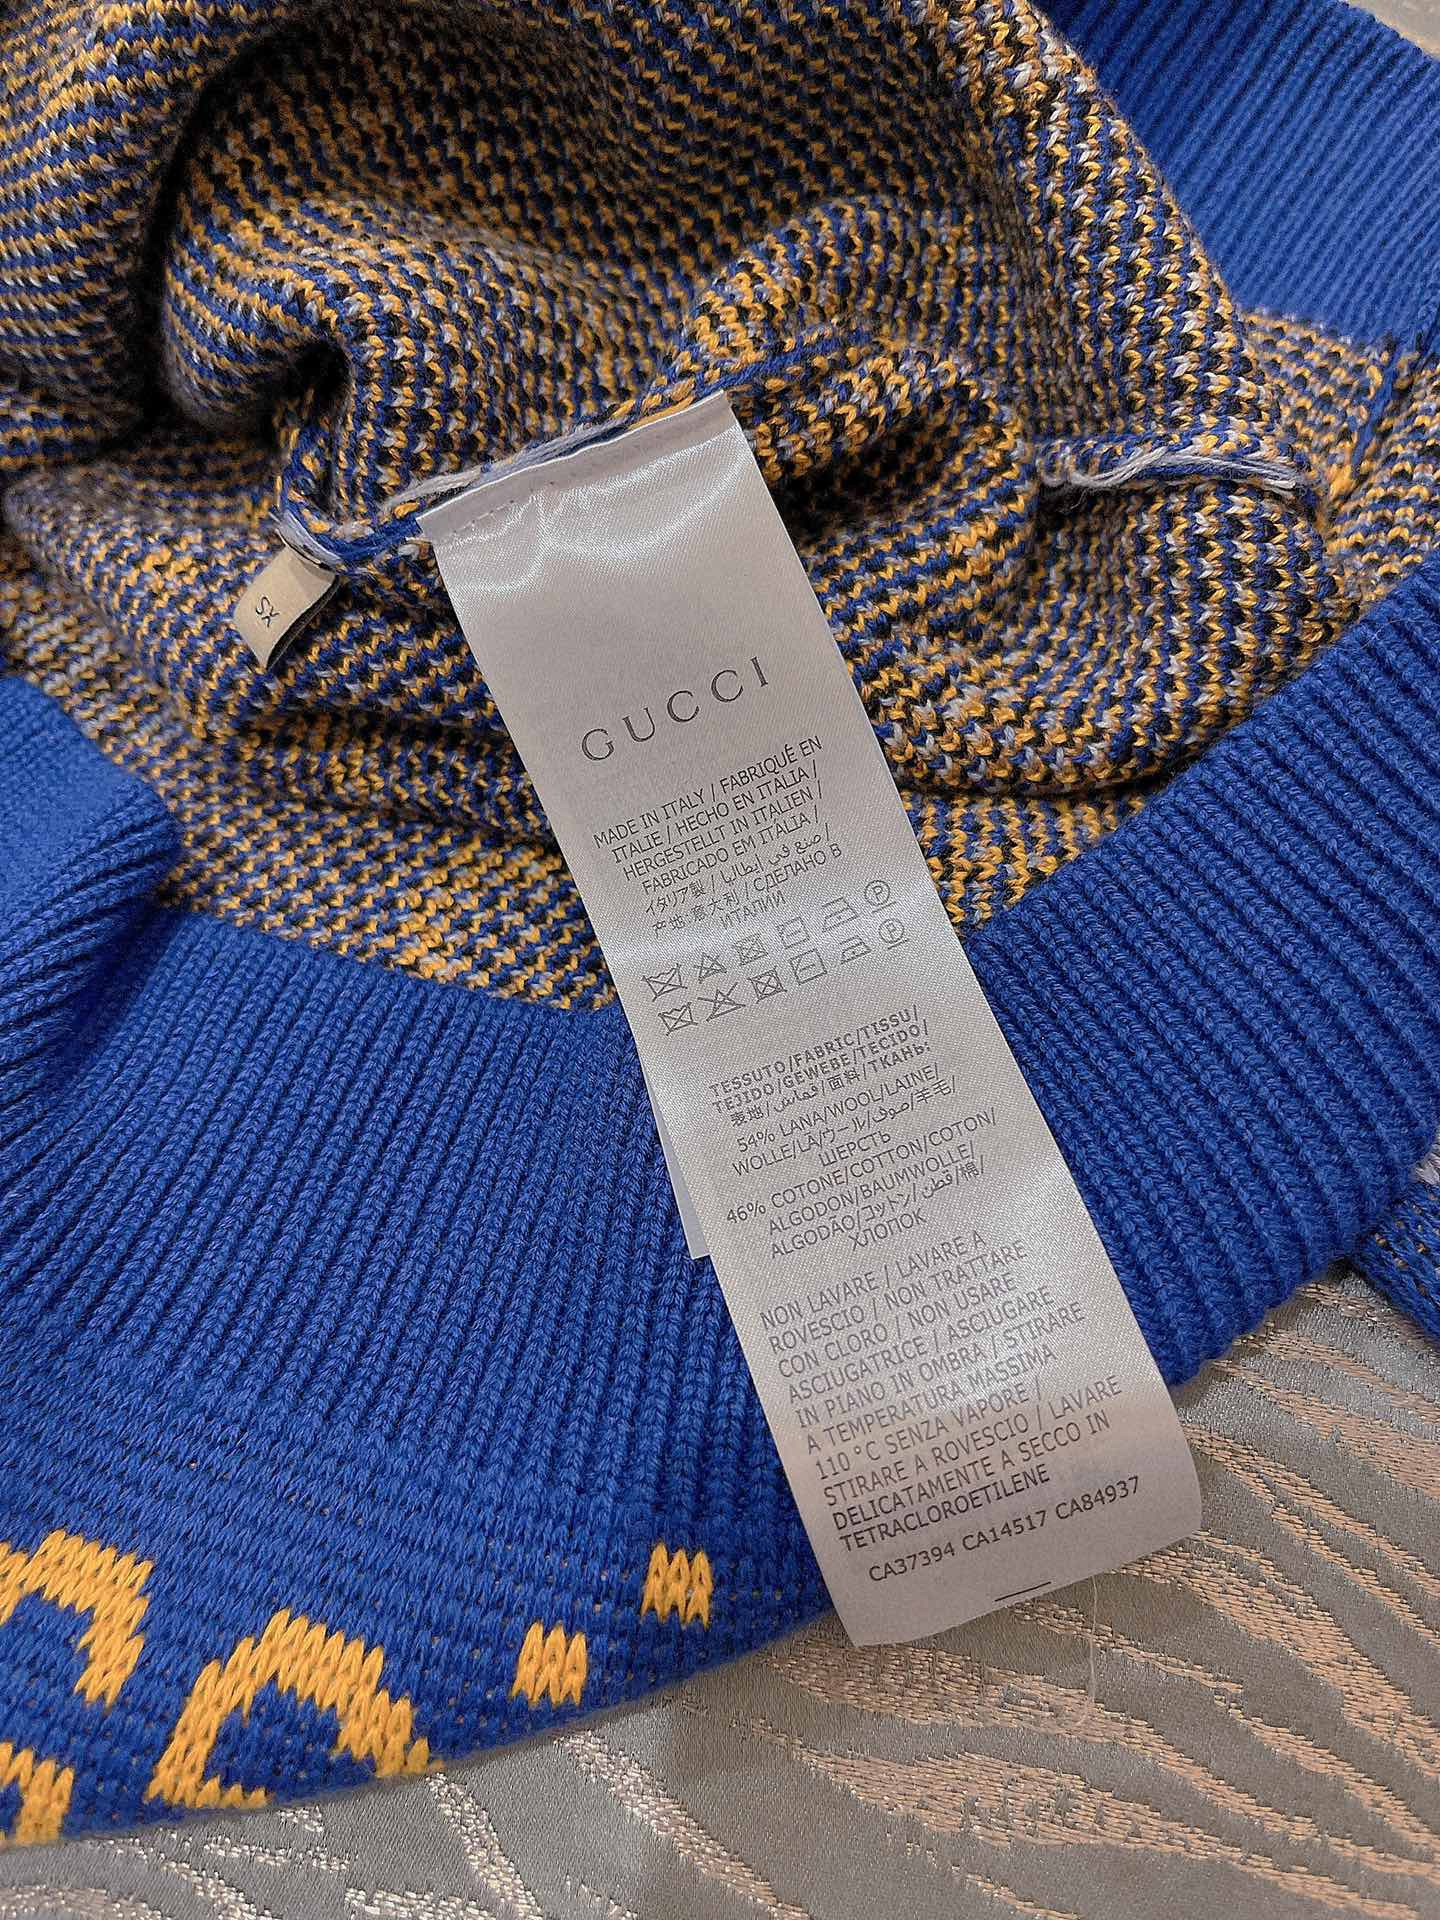 XS
GUCCI
MADE IN ITALY / FABRIQUÉ EN
ITALIE / HECHO EN ITALIA /
HERGESTELLT IN ITALIEN /
FABRICADO EM ITALIA /
イタリア製 / صنع في إيطاليا /
产地:意大利 / СДЕЛАНО В
ИТАЛИИ
TESSUTO/FABRIC/TISSU/
TEJIDO/GEWEBE/TECIDO/
表地/قماش/面料/ТКАНЬ:
54% LANA/WOOL/LAINE/
WOLLE/LÃ/ウール/صوف/羊毛/
ШЕРСТЬ
46% COTONE/COTTON/COTON/
ALGODON/BAUMWOLLE/
ALGODÃO/コットン/قطن/棉/
ХЛОПОК
NON LAVARE / LAVARE A
ROVESCIO / NON TRATTARE
CON CLORO / NON USARE
ASCIUGATRICE / ASCIUGARE
IN PIANO IN OMBRA / STIRARE
A TEMPERATURA MASSIMA
110°C SENZA VAPORE /
STIRARE A ROVESCIO / LAVARE
DELICATAMENTE A SECCO IN
TETRACLOROETILENE
CA37394 CA14517 CA84937